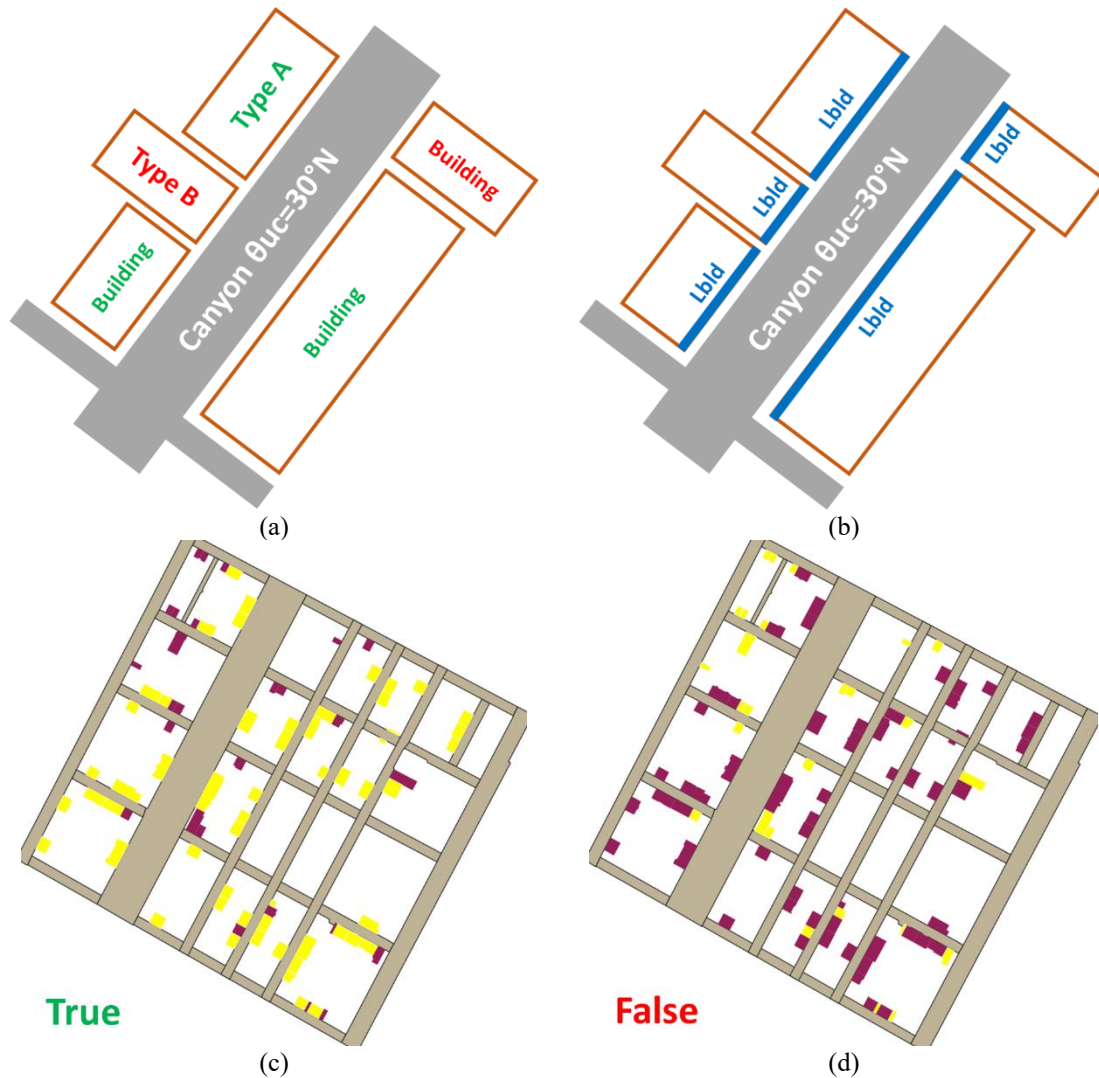 Type A
Type B
Building
Building
Building
Canyon θuc=30°N
(a)
Lbld
Lbld
Lbld
Lbld
Lbld
Canyon θuc=30°N
(b)
True
(c)
False
(d)